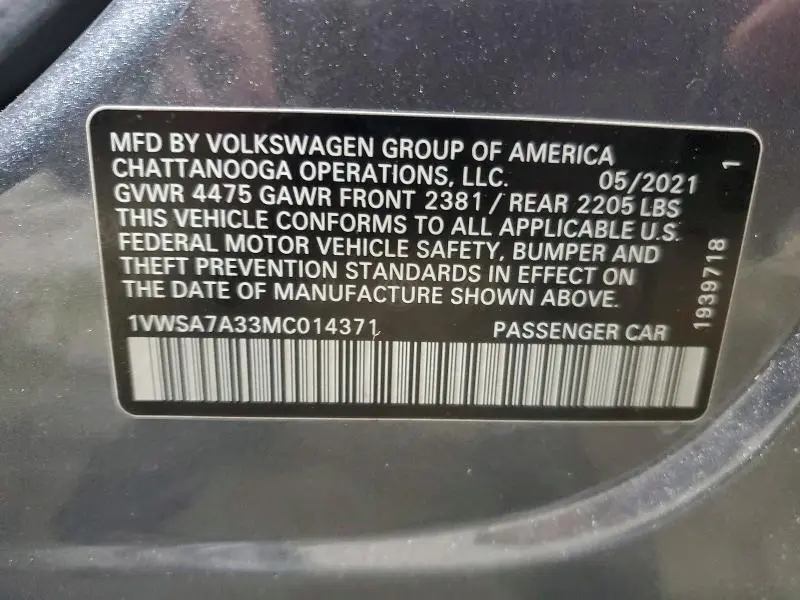 MFD BY VOLKSWAGEN GROUP OF AMERICA
CHATTANOOGA OPERATIONS, LLC. 05/2021
GVWR 4475 GAWR FRONT 2381 / REAR 2205 LBS
THIS VEHICLE CONFORMS TO ALL APPLICABLE U.S.
FEDERAL MOTOR VEHICLE SAFETY, BUMPER AND
THEFT PREVENTION STANDARDS IN EFFECT ON
THE DATE OF MANUFACTURE SHOWN ABOVE.
1VWSA7A33MC014371 PASSENGER CAR
1939718 1